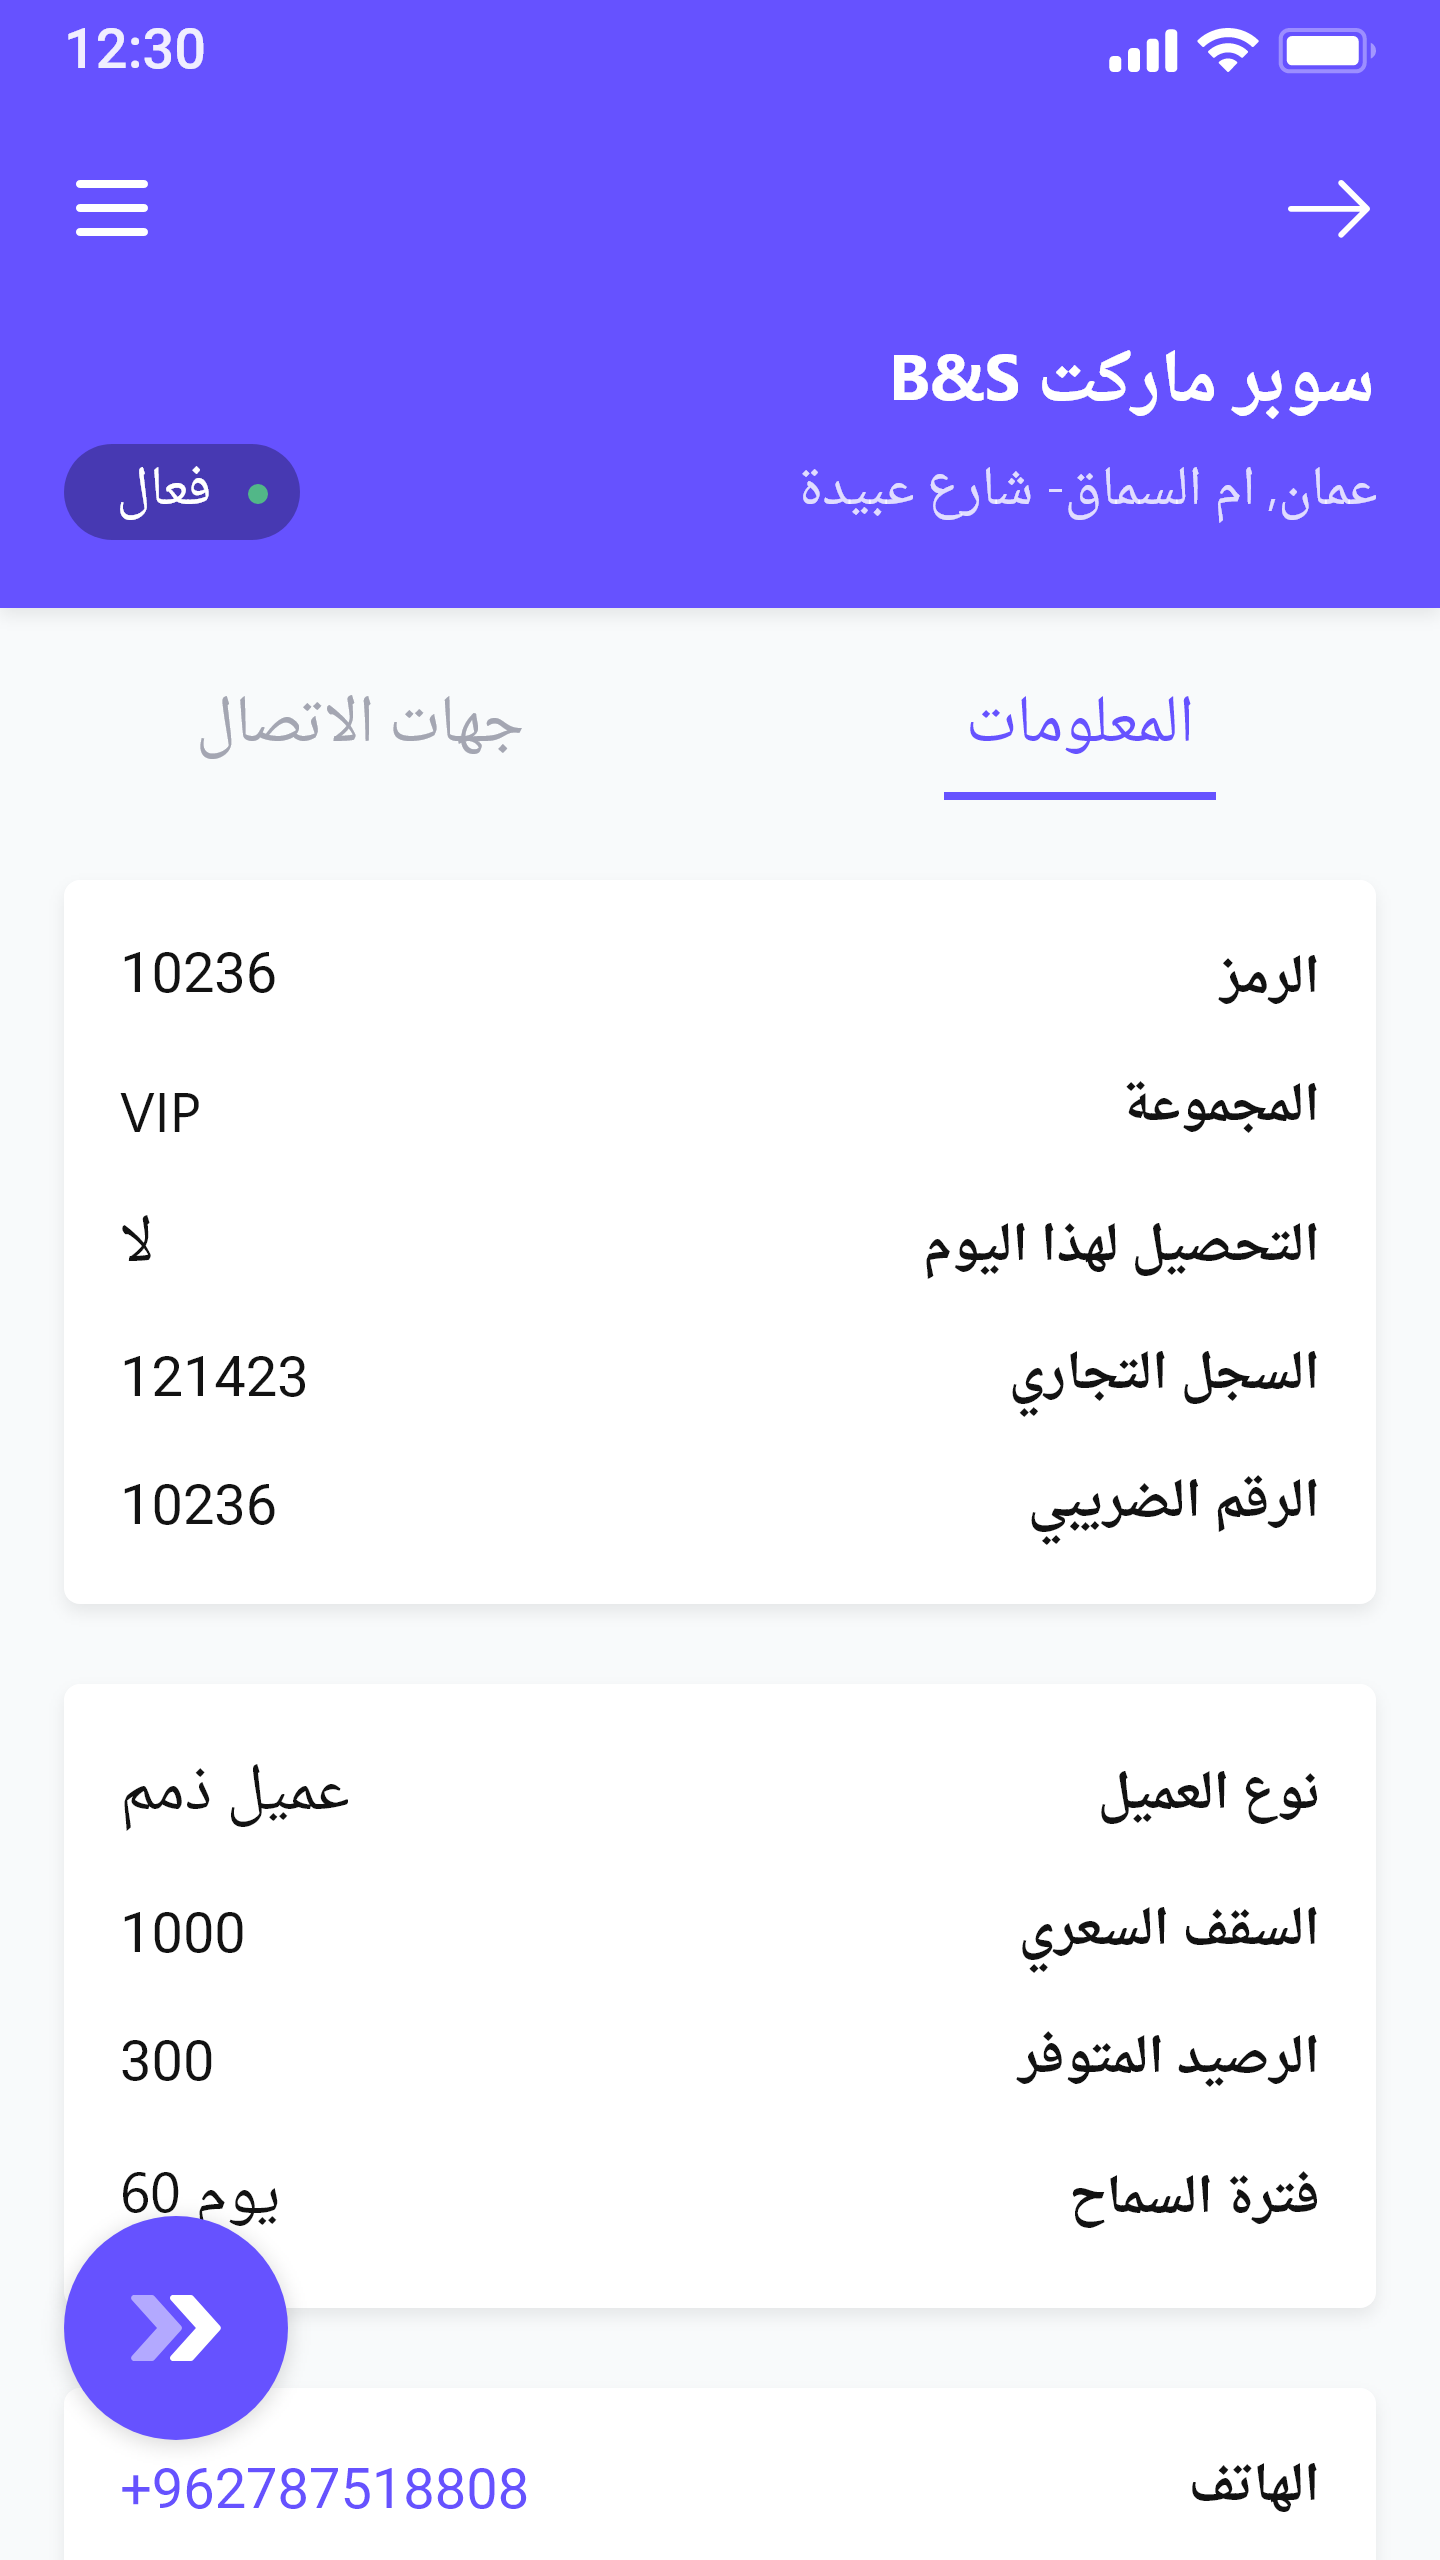 12:30
سوبر ماركت B&S
عمان, ام السماق- شارع عبيدة
فعال
المعلومات
جهات الاتصال
الرمز 10236
المجموعة VIP
التحصيل لهذا اليوم لا
السجل التجاري 121423
الرقم الضريبي 10236
نوع العميل عميل ذمم
السقف السعري 1000
الرصيد المتوفر 300
فترة السماح 60 يوم
الهاتف +962787518808